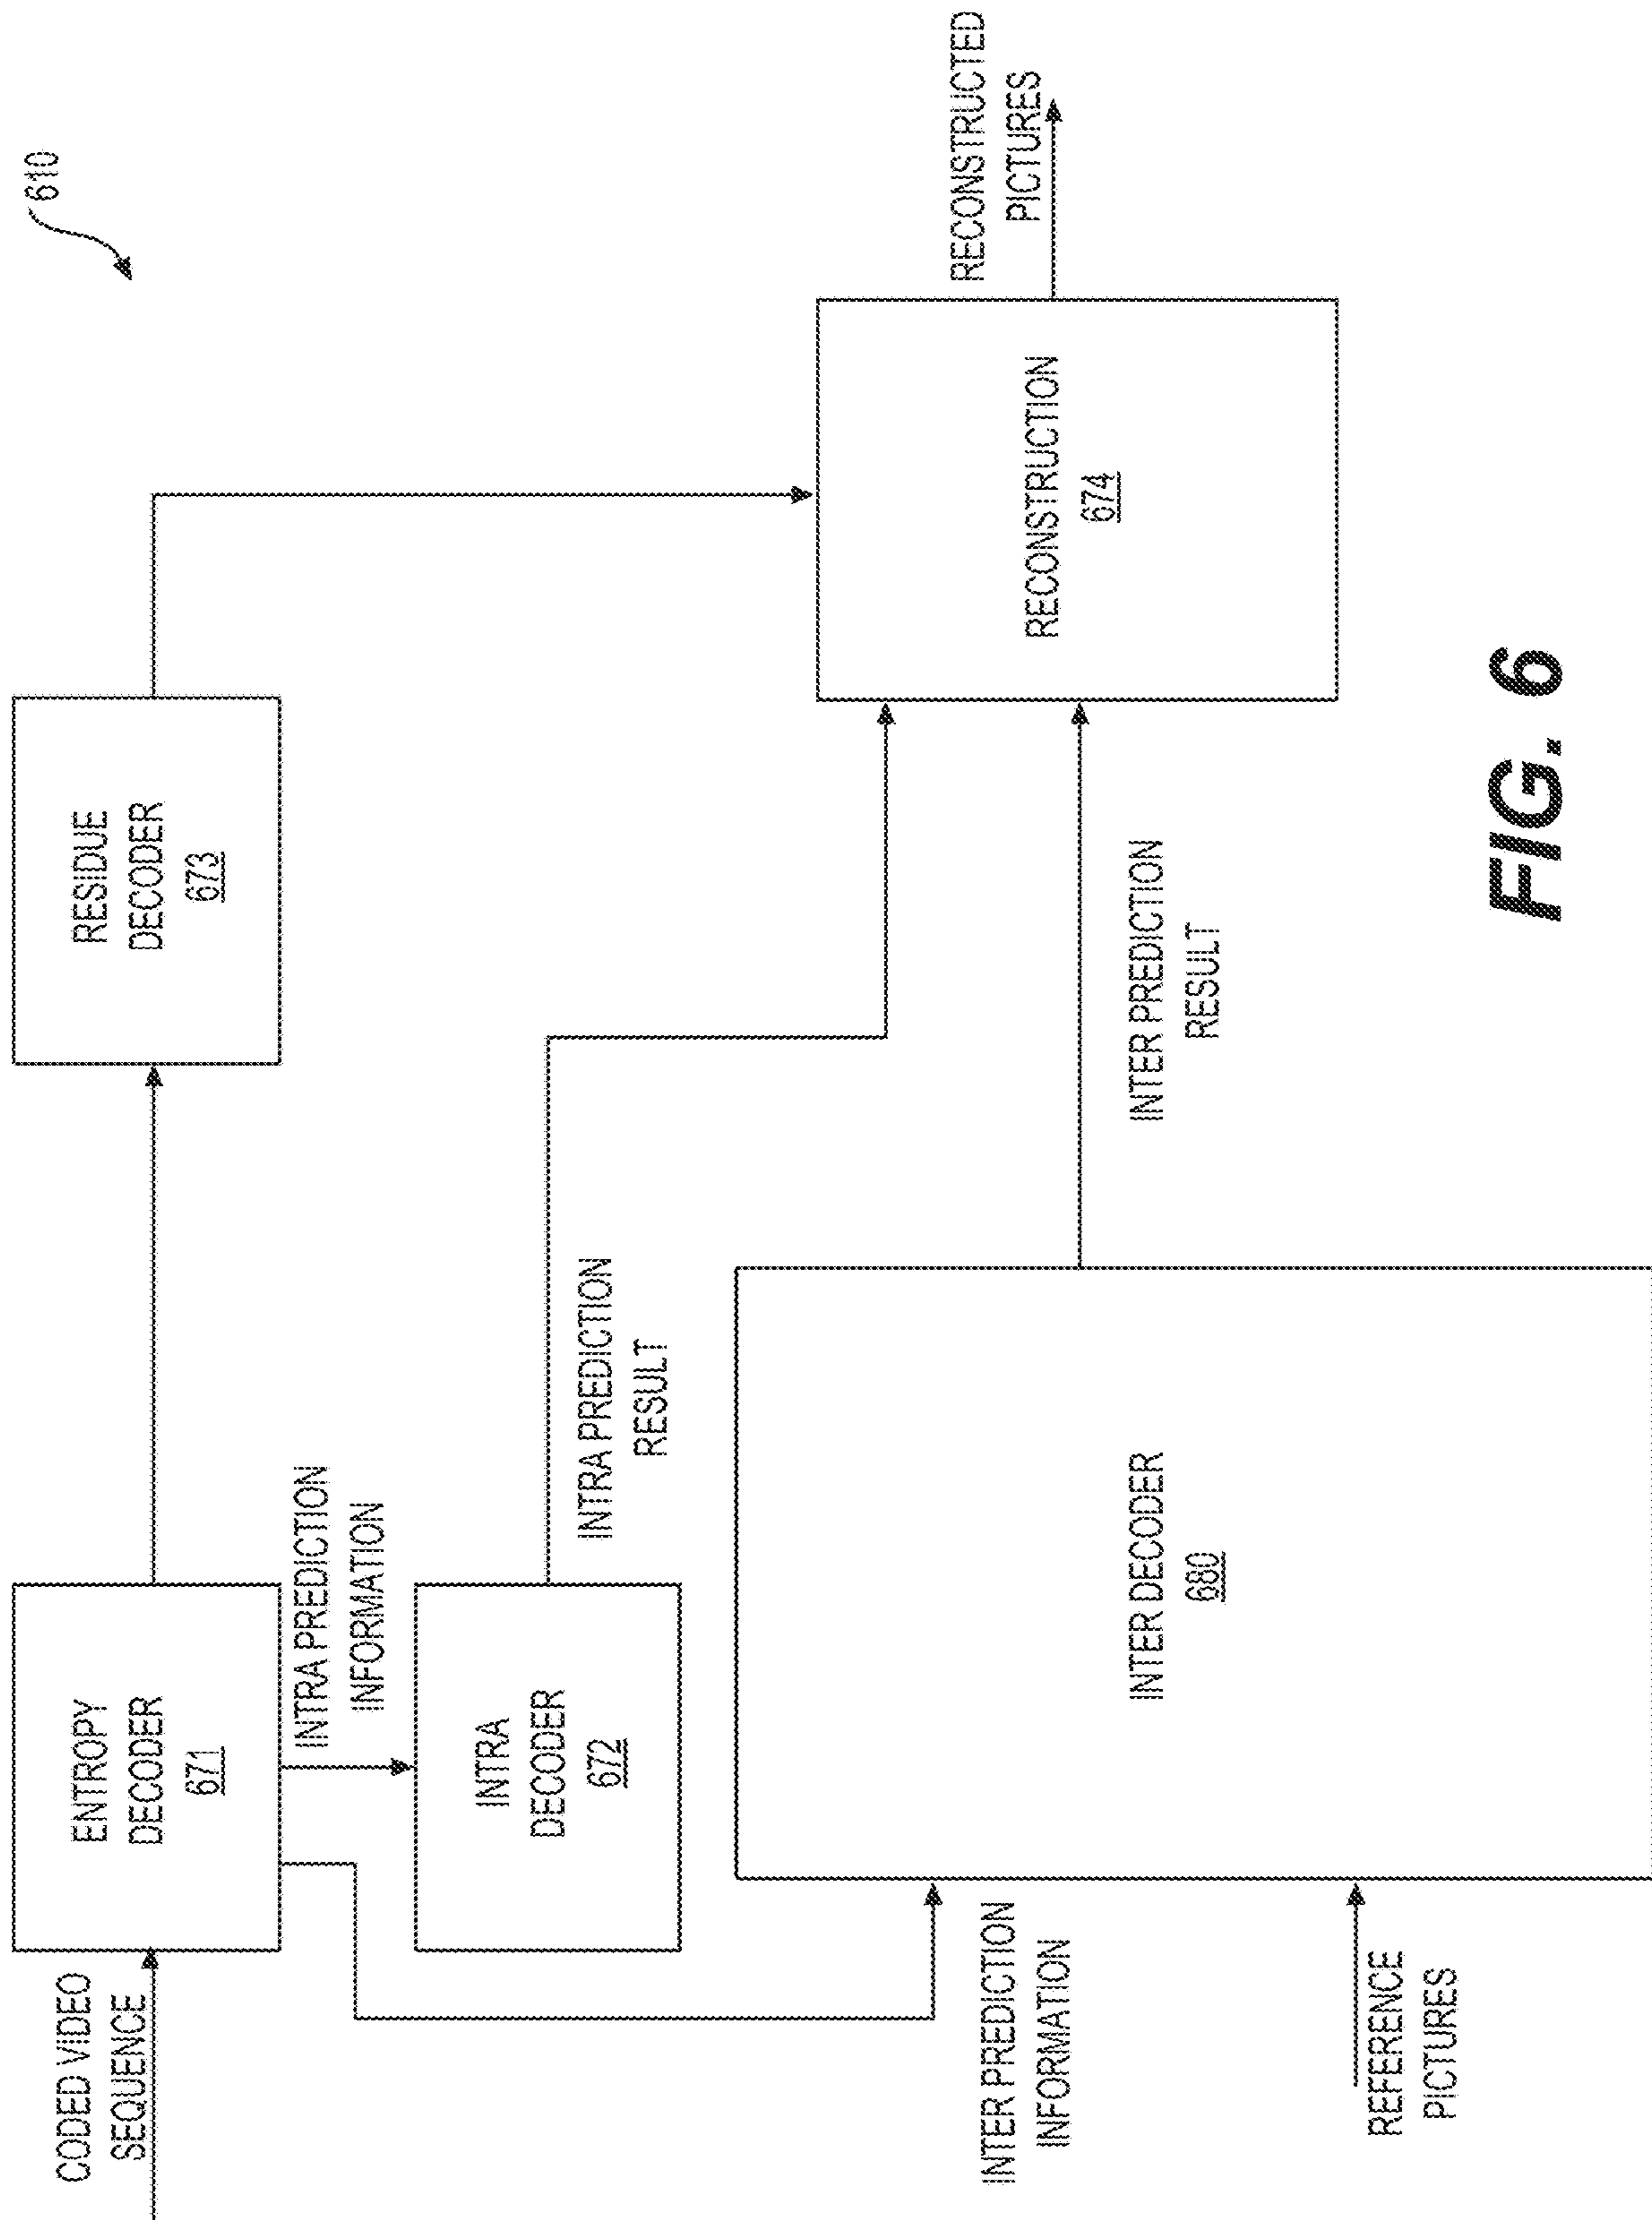 610
CODED VIDEO
SEQUENCE
ENTROPY
DECODER
671
RESIDUE
DECODER
673
INTRA PREDICTION
INFORMATION
INTRA
DECODER
672
INTRA PREDICTION
RESULT
INTER PREDICTION
INFORMATION
REFERENCE
PICTURES
INTER DECODER
680
INTER PREDICTION
RESULT
RECONSTRUCTION
674
RECONSTRUCTED
PICTURES
FIG. 6